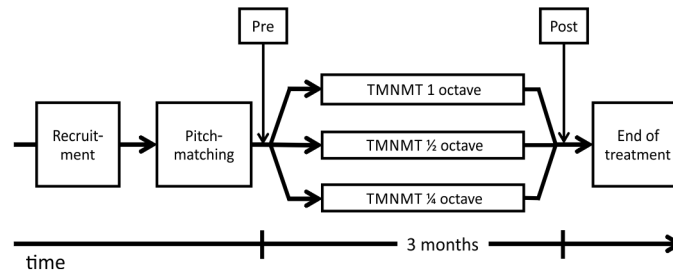 Pre
Post
TMNMT 1 octave
Recruit-
ment
Pitch-
matching
TMNMT ½ octave
End of
treatment
TMNMT ¼ octave
3 months
time